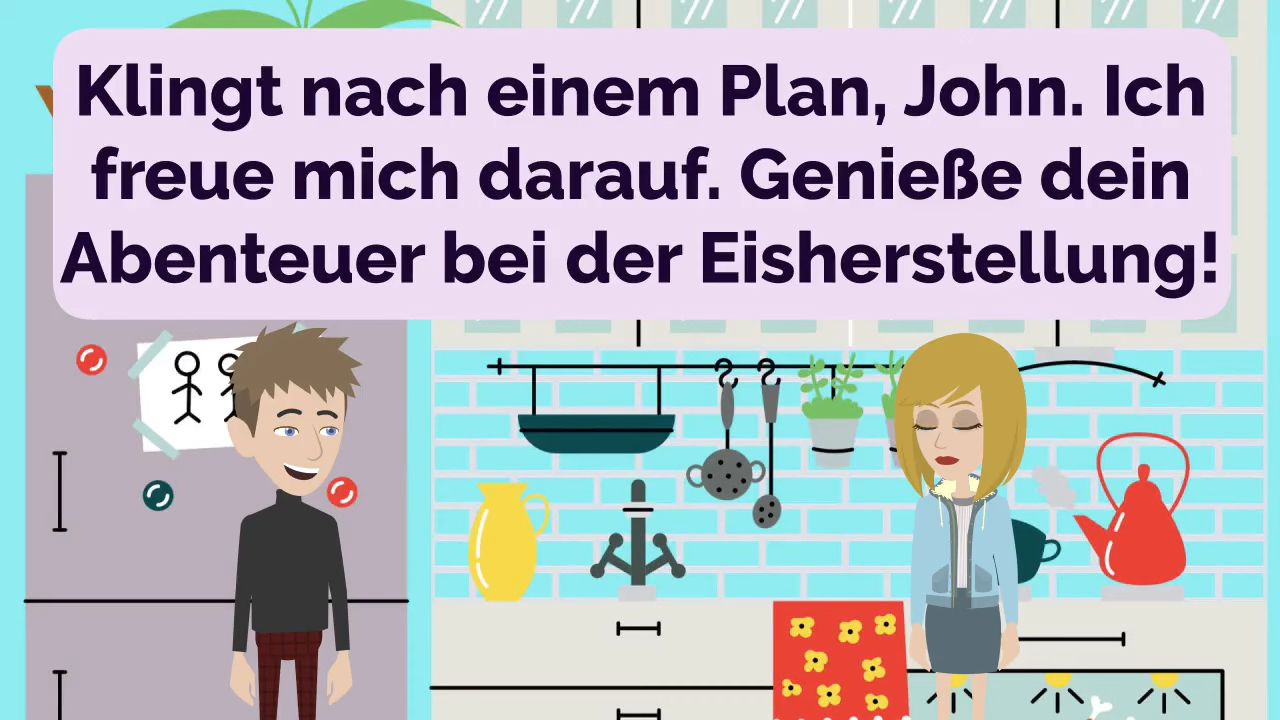 Klingt nach einem Plan, John. Ich
freue mich darauf. Genieße dein
Abenteuer bei der Eisherstellung!